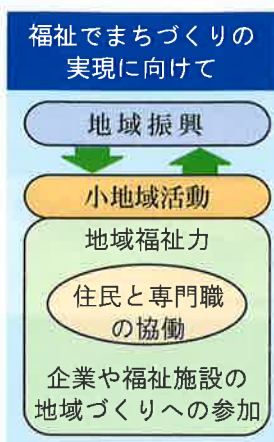 福祉でまちづくりの
実現に向けて
地域振興
小地域活動
地域福祉力
住民と専門職
の協働
企業や福祉施設の
地域づくりへの参加